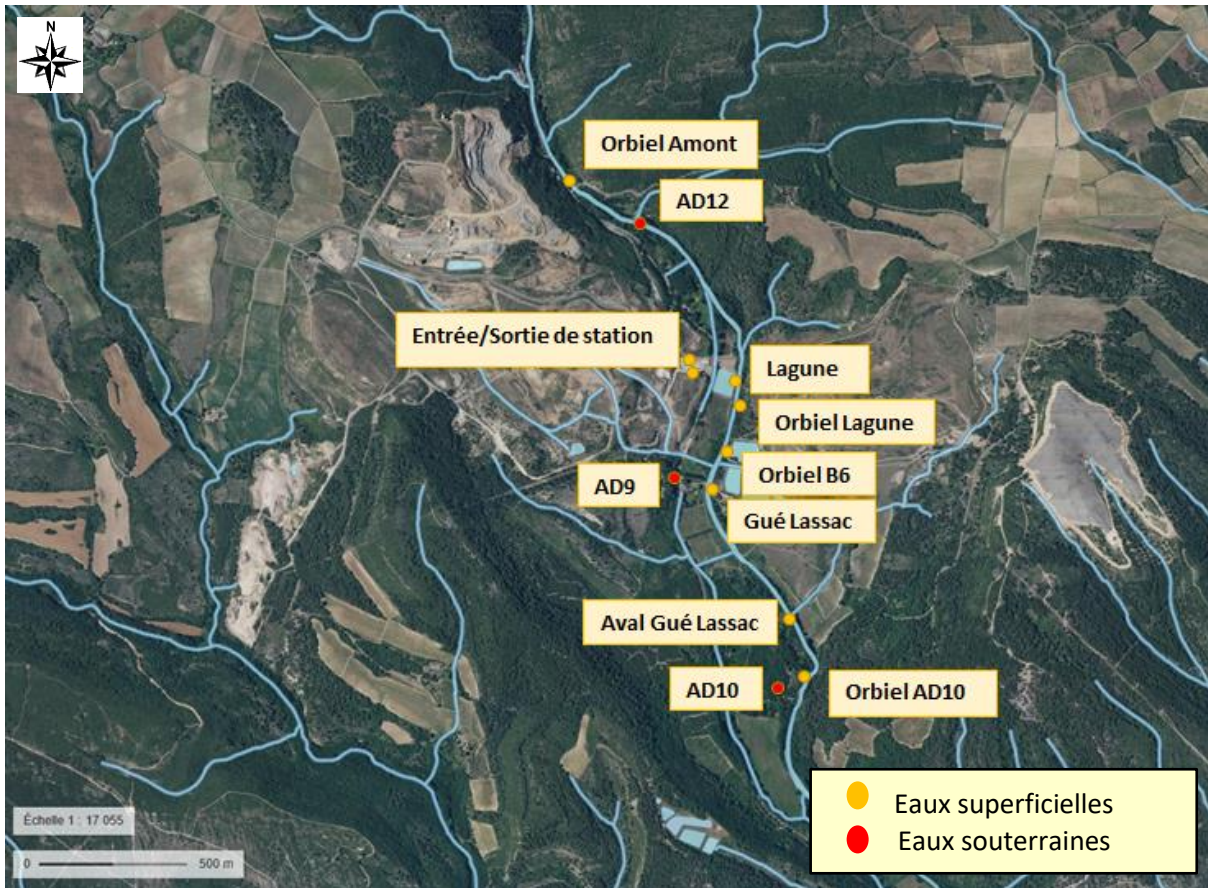 N
Orbiel Amont
AD12
Entrée/Sortie de station
Lagune
Orbiel Lagune
Orbiel B6
AD9
Gué Lassac
Aval Gué Lassac
AD10
Orbiel AD10
Eaux superficielles
Eaux souterraines
Échelle 1 : 17 055
0 500 m